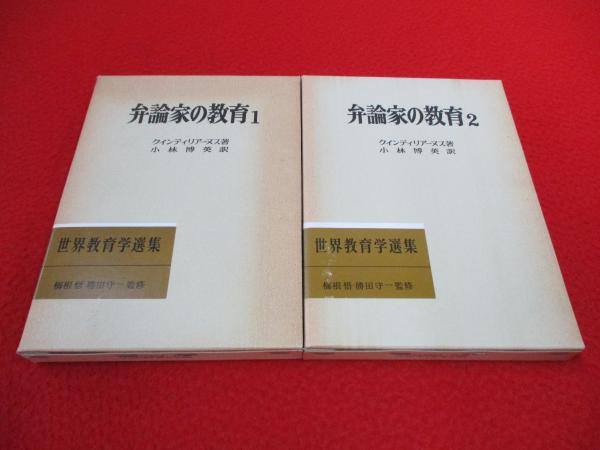 弁論家の教育1
クインティリアーヌス著
小林博英訳
世界教育学選集
梅根悟 勝田守一監修
弁論家の教育2
クインティリアーヌス著
小林博英訳
世界教育学選集
梅根悟 勝田守一監修